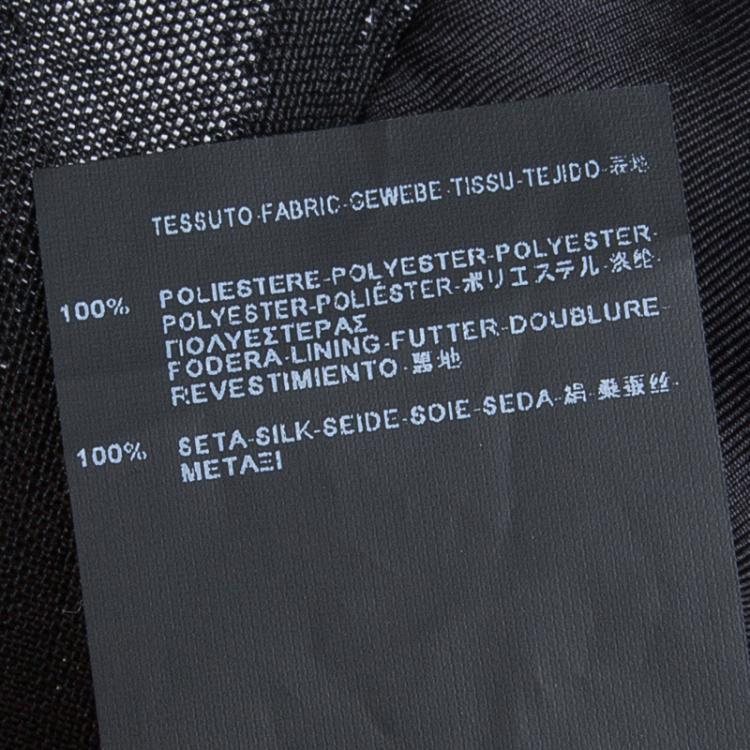 TESSUTO-FABRIC-GEWEBE-TISSU-TEJIDO-表地
100% POLIESTERE-POLYESTER-POLYESTER-
POLYESTER-POLIÉSTER-ポリエステル-涤纶-
ΠΟΛΥΕΣΤΕΡΑΣ
FODERA-LINING-FUTTER-DOUBLURE-
REVESTIMIENTO-裏地
100% SETA-SILK-SEIDE-SOIE-SEDA-絹-桑蚕丝-
ΜΕΤΑΞΙ